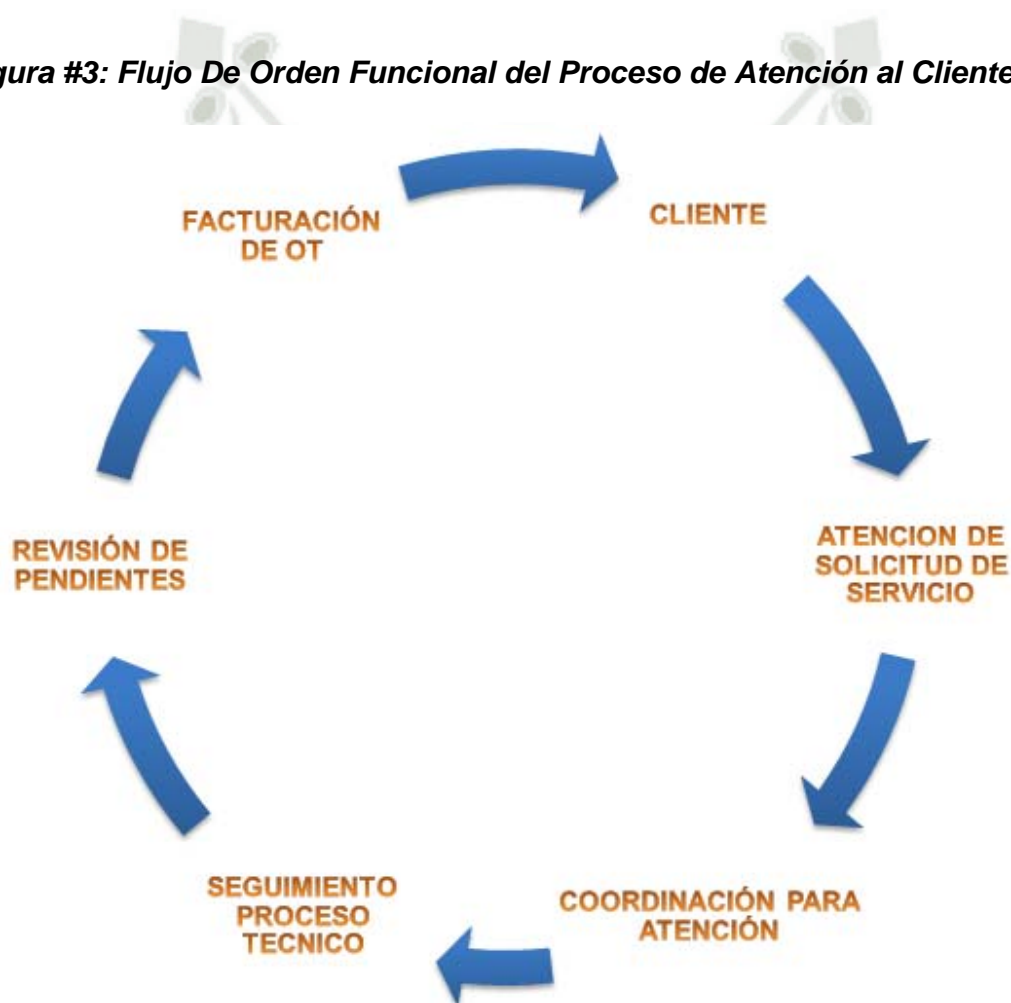 gura #3: Flujo De Orden Funcional del Proceso de Atención al Cliente
FACTURACIÓN
DE OT
CLIENTE
ATENCION DE
SOLICITUD DE
SERVICIO
COORDINACIÓN PARA
ATENCIÓN
SEGUIMIENTO
PROCESO
TECNICO
REVISIÓN DE
PENDIENTES